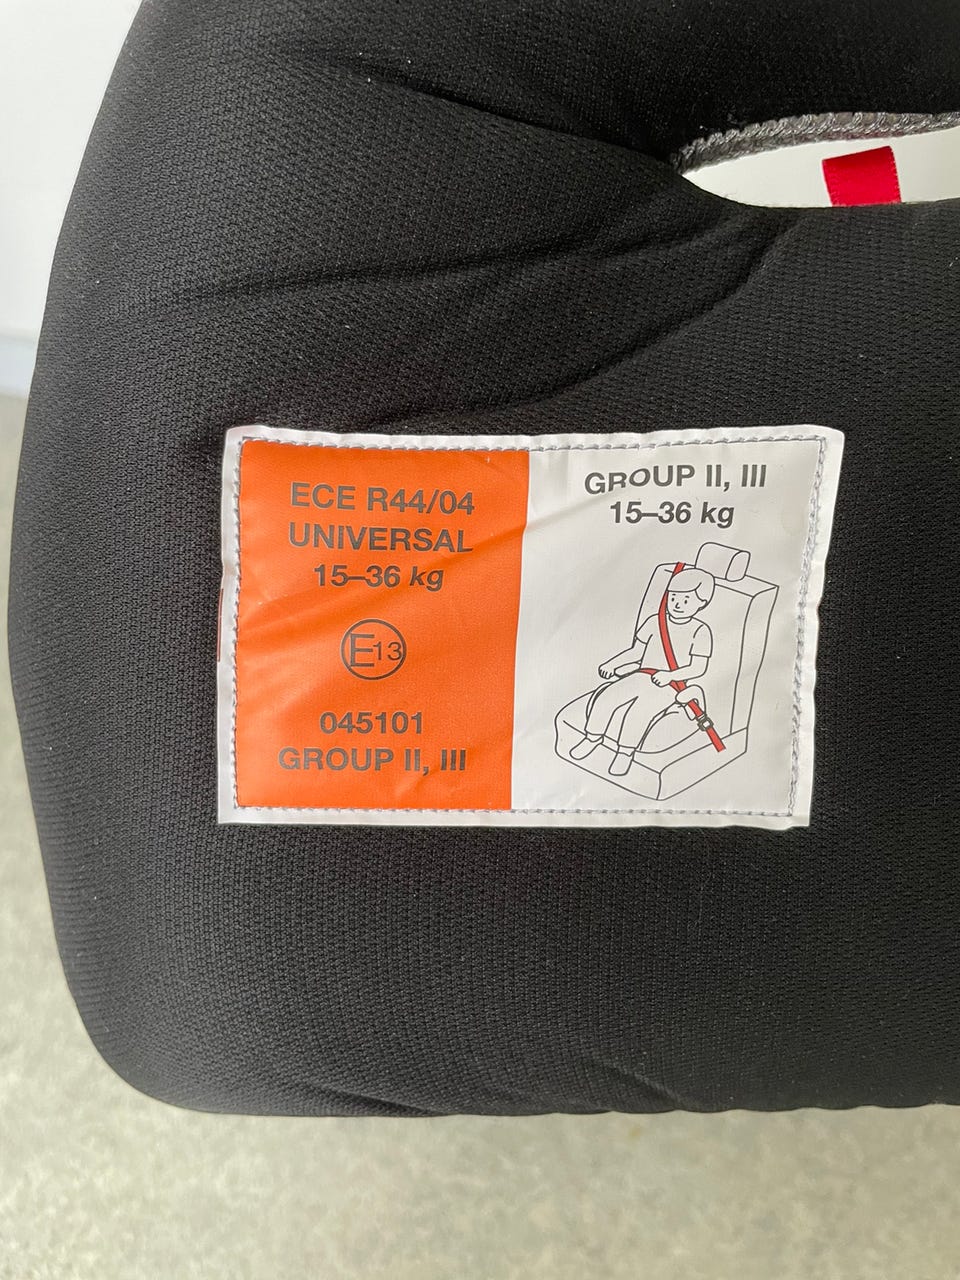 ECE R44/04
UNIVERSAL
15–36 kg
E13
045101
GROUP II, III
GROUP II, III
15–36 kg